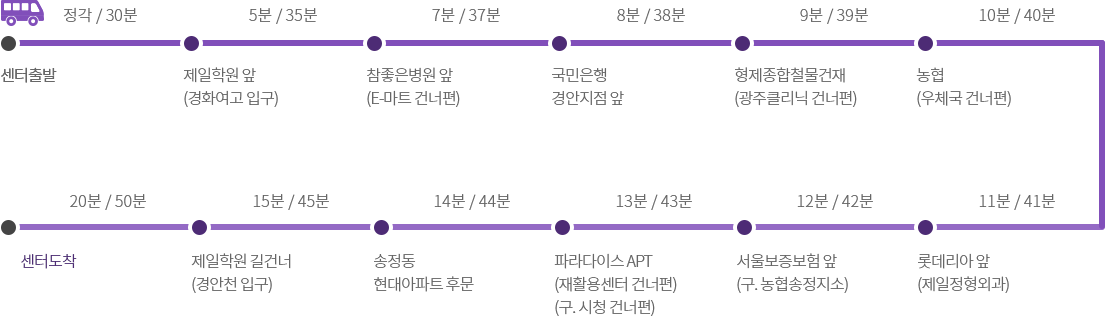 정각 / 30분
5분 / 35분
7분 / 37분
8분 / 38분
9분 / 39분
10분 / 40분
센터출발
제일학원 앞
(경화여고 입구)
참좋은병원 앞
(E-마트 건너편)
국민은행
경안지점 앞
형제종합철물건재
(광주클리닉 건너편)
농협
(우체국 건너편)
20분 / 50분
15분 / 45분
14분 / 44분
13분 / 43분
12분 / 42분
11분 / 41분
센터도착
제일학원 길건너
(경안천 입구)
송정동
현대아파트 후문
파라다이스 APT
(재활용센터 건너편)
(구. 시청 건너편)
서울보증보험 앞
(구. 농협송정지소)
롯데리아 앞
(제일정형외과)